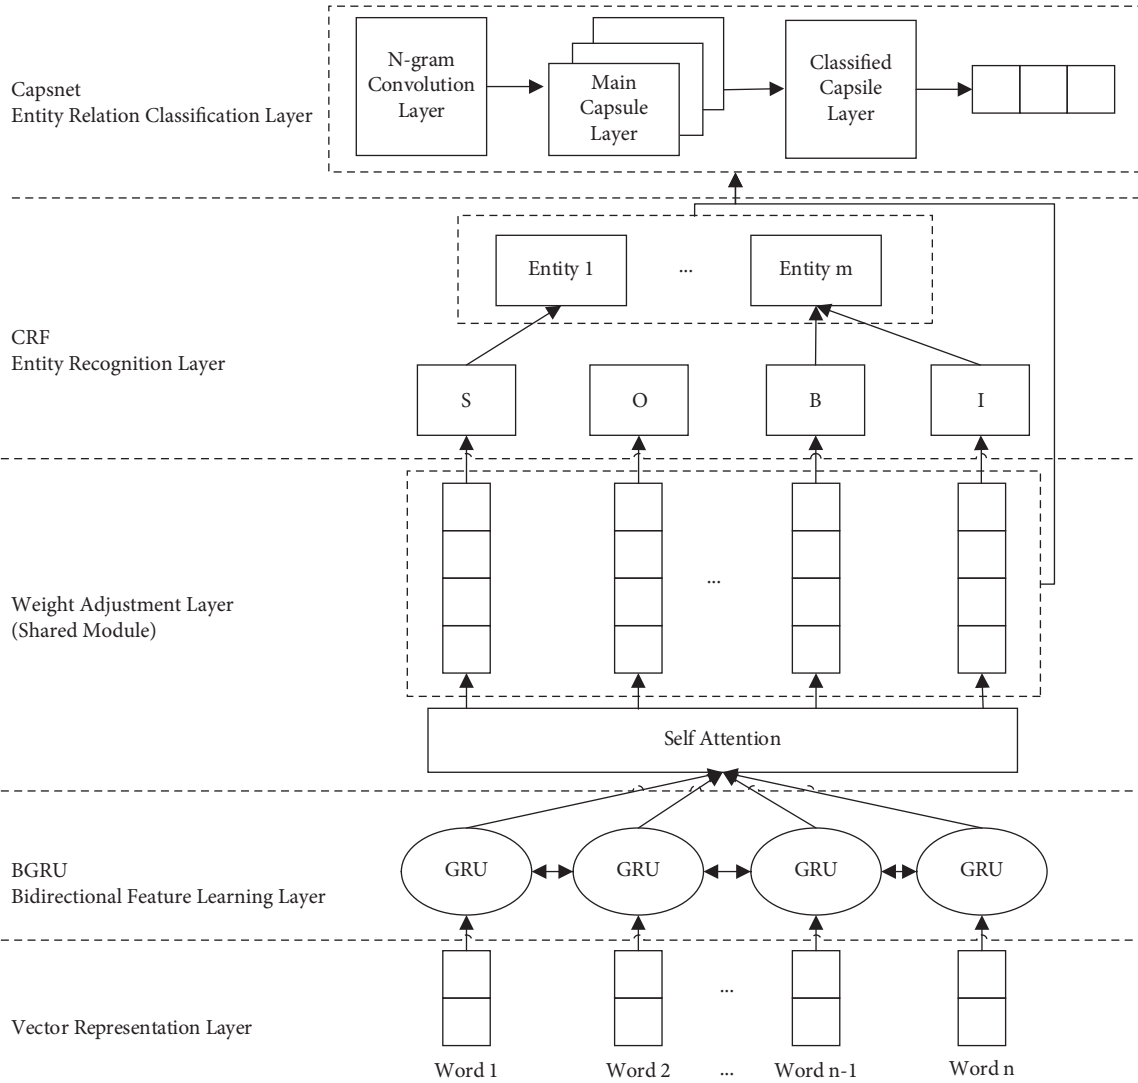 Capsnet
Entity Relation Classification Layer
N-gram
Convolution
Layer
Main
Capsule
Layer
Classified
Capsile
Layer
CRF
Entity Recognition Layer
Entity 1
...
Entity m
S
O
B
I
Weight Adjustment Layer
(Shared Module)
...
Self Attention
BGRU
Bidirectional Feature Learning Layer
GRU
GRU
GRU
GRU
Vector Representation Layer
...
Word 1
Word 2
...
Word n-1
Word n